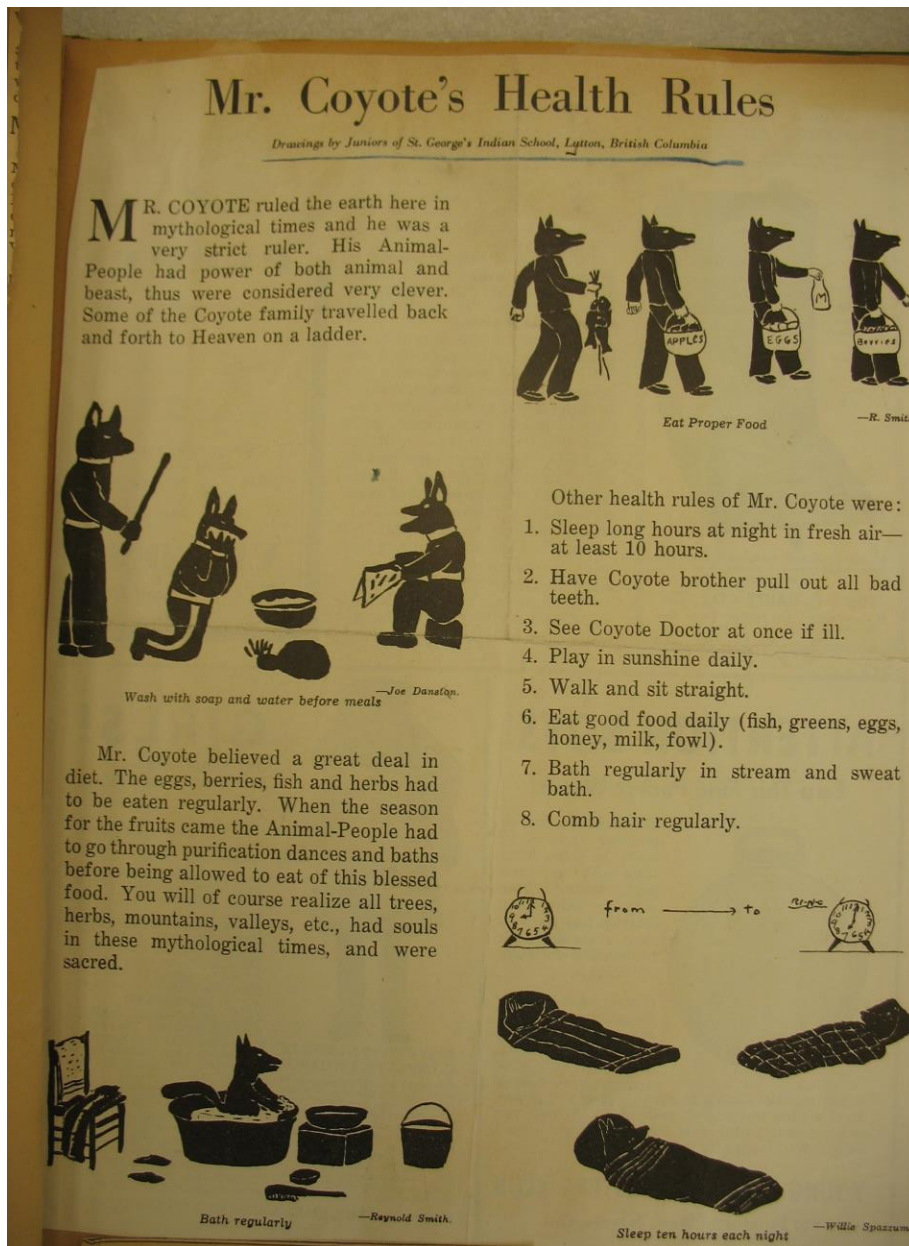 Mr. Coyote's Health Rules
Drawings by Juniors of St. George's Indian School, Lytton, British Columbia
MR. COYOTE ruled the earth here in
mythological times and he was a
very strict ruler. His Animal-
People had power of both animal and
beast, thus were considered very clever.
Some of the Coyote family travelled back
and forth to Heaven on a ladder.
Wash with soap and water before meals —Joe Danston.
Mr. Coyote believed a great deal in
diet. The eggs, berries, fish and herbs had
to be eaten regularly. When the season
for the fruits came the Animal-People had
to go through purification dances and baths
before being allowed to eat of this blessed
food. You will of course realize all trees,
herbs, mountains, valleys, etc., had souls
in these mythological times, and were
sacred.
Bath regularly —Reynold Smith.
APPLES
EGGS
M
Berries
Eat Proper Food —R. Smit
Other health rules of Mr. Coyote were:
1. Sleep long hours at night in fresh air—
at least 10 hours.
2. Have Coyote brother pull out all bad
teeth.
3. See Coyote Doctor at once if ill.
4. Play in sunshine daily.
5. Walk and sit straight.
6. Eat good food daily (fish, greens, eggs,
honey, milk, fowl).
7. Bath regularly in stream and sweat
bath.
8. Comb hair regularly.
from to
Sleep ten hours each night —Willie Spazzum